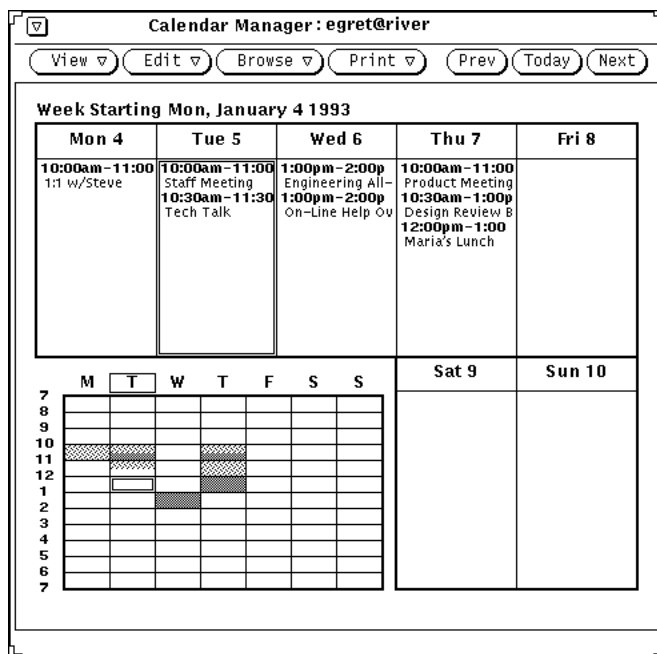 Calendar Manager : egret@river
View Edit Browse Print Prev Today Next
Week Starting Mon, January 4 1993
Mon 4 Tue 5 Wed 6 Thu 7 Fri 8
10:00am-11:00 10:00am-11:00 1:00pm-2:00p 10:00am-11:00
1:1 w/Steve Staff Meeting Engineering All- Product Meeting
10:30am-11:30 1:00pm-2:00p 10:30am-1:00p
Tech Talk On-Line Help Ov Design Review B
12:00pm-1:00
Maria's Lunch
Sat 9 Sun 10
M T W T F S S
7
8
9
10
11
12
1
2
3
4
5
6
7